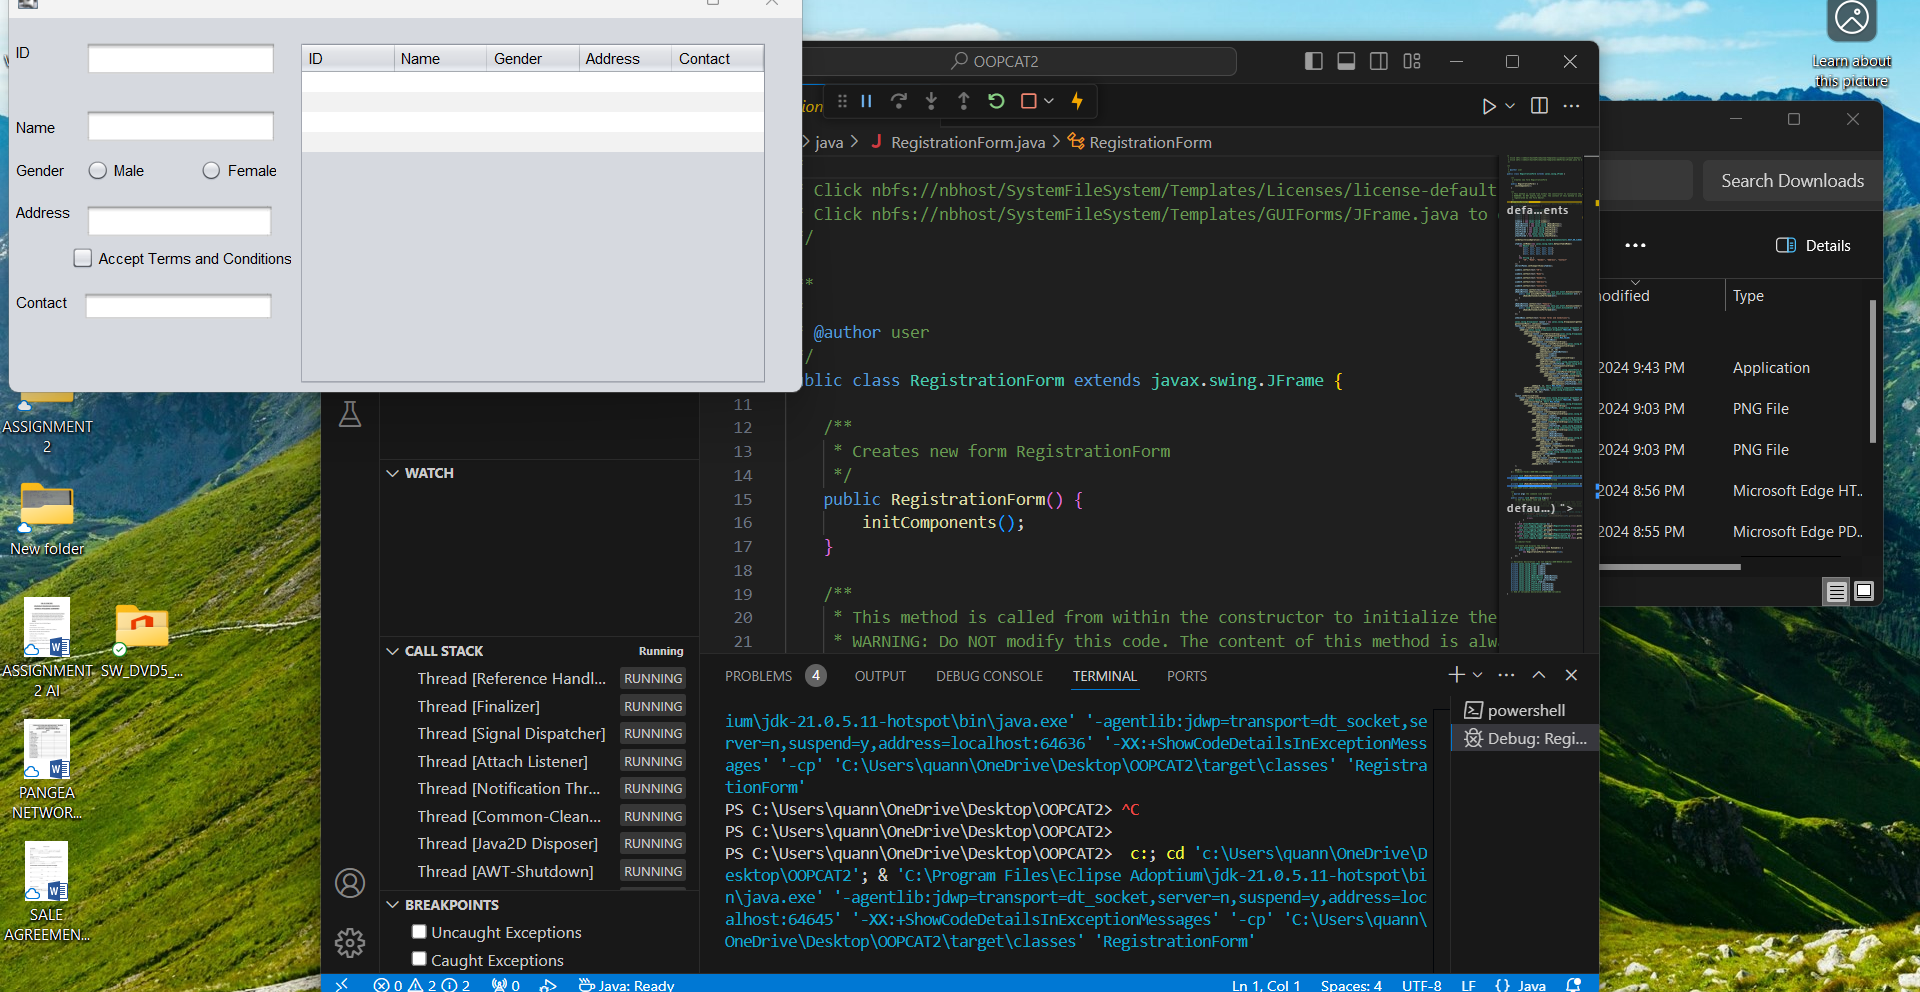 ID
Name
Gender
Male
Female
Address
Accept Terms and Conditions
Contact
ID Name Gender Address Contact
OOPCAT2
java > J RegistrationForm.java > RegistrationForm
Click nbfs://nbhost/SystemFileSystem/Templates/Licenses/license-default
Click nbfs://nbhost/SystemFileSystem/Templates/GUIForms/JFrame.java to
/
*
@author user
/
blic class RegistrationForm extends javax.swing.JFrame {
11
12 /**
13 * Creates new form RegistrationForm
14 */
15 public RegistrationForm() {
16 initComponents();
17 }
18
19 /**
20 * This method is called from within the constructor to initialize the
21 * WARNING: Do NOT modify this code. The content of this method is alw
defa...ents
defau...) ">
WATCH
CALL STACK Running
Thread [Reference Handl... RUNNING
Thread [Finalizer] RUNNING
Thread [Signal Dispatcher] RUNNING
Thread [Attach Listener] RUNNING
Thread [Notification Thr... RUNNING
Thread [Common-Clean... RUNNING
Thread [Java2D Disposer] RUNNING
Thread [AWT-Shutdown] RUNNING
BREAKPOINTS
Uncaught Exceptions
Caught Exceptions
PROBLEMS 4 OUTPUT DEBUG CONSOLE TERMINAL PORTS
ium\jdk-21.0.5.11-hotspot\bin\java.exe' '-agentlib:jdwp=transport=dt_socket,se
rver=n,suspend=y,address=localhost:64636' '-XX:+ShowCodeDetailsInExceptionMess
ages' '-cp' 'C:\Users\quann\OneDrive\Desktop\OOPCAT2\target\classes' 'Registra
tionForm'
PS C:\Users\quann\OneDrive\Desktop\OOPCAT2> ^C
PS C:\Users\quann\OneDrive\Desktop\OOPCAT2>
PS C:\Users\quann\OneDrive\Desktop\OOPCAT2> c:; cd 'c:\Users\quann\OneDrive\D
esktop\OOPCAT2'; & 'C:\Program Files\Eclipse Adoptium\jdk-21.0.5.11-hotspot\bi
n\java.exe' '-agentlib:jdwp=transport=dt_socket,server=n,suspend=y,address=loc
alhost:64645' '-XX:+ShowCodeDetailsInExceptionMessages' '-cp' 'C:\Users\quann\
OneDrive\Desktop\OOPCAT2\target\classes' 'RegistrationForm'
powershell
Debug: Regi...
0 2 2 0 Java: Ready Ln 1, Col 1 Spaces: 4 UTF-8 LF {} Java
Learn about
this picture
Search Downloads
Details
odified Type
2024 9:43 PM Application
2024 9:03 PM PNG File
2024 9:03 PM PNG File
2024 8:56 PM Microsoft Edge HT..
2024 8:55 PM Microsoft Edge PD..
ASSIGNMENT
2
New folder
ASSIGNMENT
2 AI
SW_DVD5_...
PANGEA
NETWOR...
SALE
AGREEMEN...